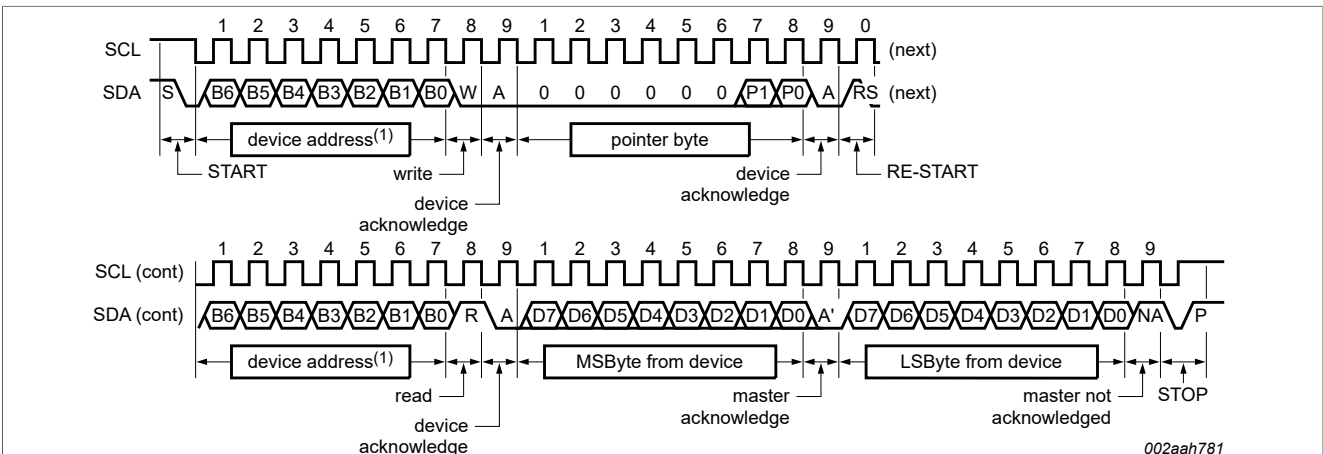 1 2 3 4 5 6 7 8 9 1 2 3 4 5 6 7 8 9 0
SCL (next)
SDA S B6 B5 B4 B3 B2 B1 B0 W A 0 0 0 0 0 0 P1 P0 A RS (next)
device address(1) pointer byte
START write device RE-START
acknowledge
device
acknowledge
1 2 3 4 5 6 7 8 9 1 2 3 4 5 6 7 8 9 1 2 3 4 5 6 7 8 9
SCL (cont)
SDA (cont) B6 B5 B4 B3 B2 B1 B0 R A D7 D6 D5 D4 D3 D2 D1 D0 A' D7 D6 D5 D4 D3 D2 D1 D0 NA P
device address(1) MSByte from device LSByte from device
read master master not STOP
acknowledge acknowledged
device
acknowledge
002aah781